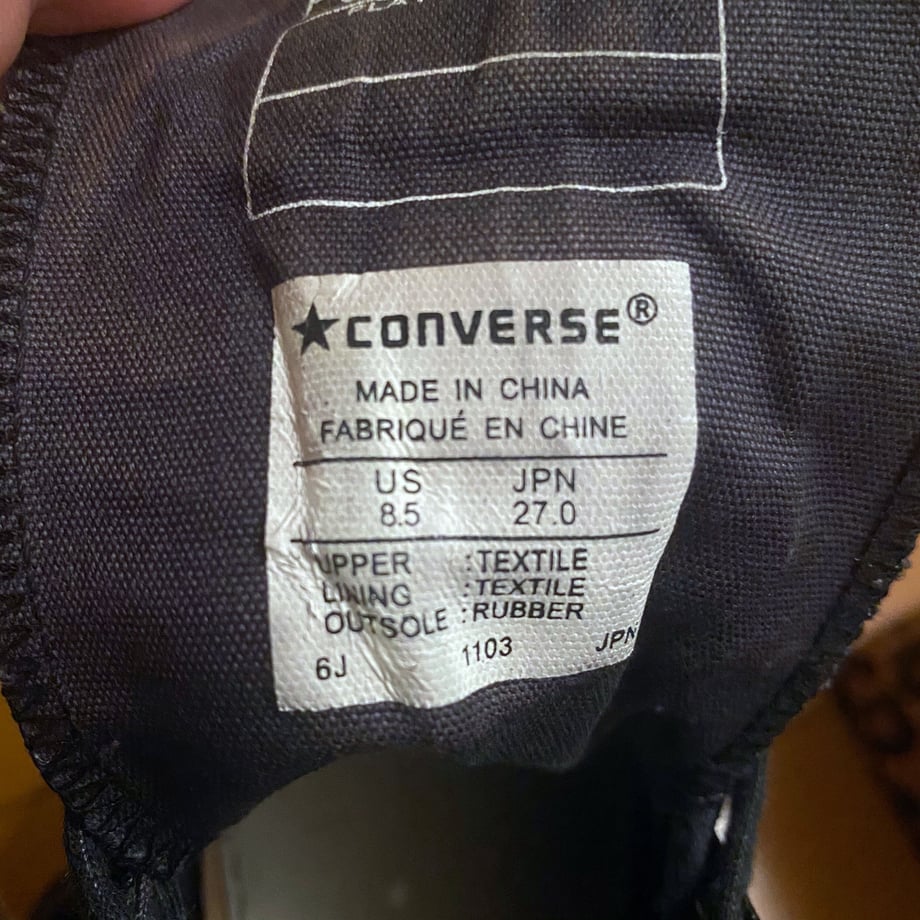 PLAY
★CONVERSE®
MADE IN CHINA
FABRIQUÉ EN CHINE
US JPN
8.5 27.0
UPPER :TEXTILE
LINING :TEXTILE
OUTSOLE :RUBBER
6J 1103 JPN